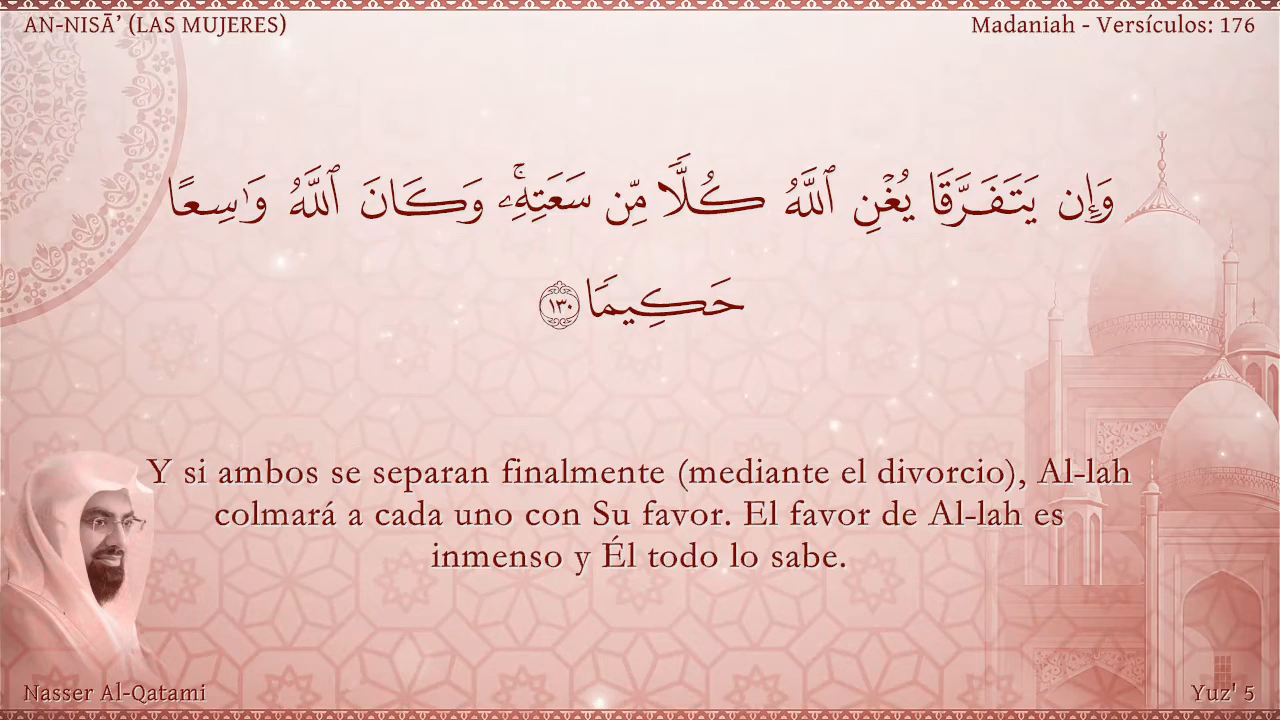 AN-NISĀ’ (LAS MUJERES)
Madaniah - Versículos: 176
وَإِن يَتَفَرَّقَا يُغْنِ ٱللَّهُ كُلًّا مِّن سَعَتِهِۦۚ وَكَانَ ٱللَّهُ وَٰسِعًا
حَكِيمًا ١٣٠
Y si ambos se separan finalmente (mediante el divorcio), Al-lah
colmará a cada uno con Su favor. El favor de Al-lah es
inmenso y Él todo lo sabe.
Nasser Al-Qatami
Yuz' 5